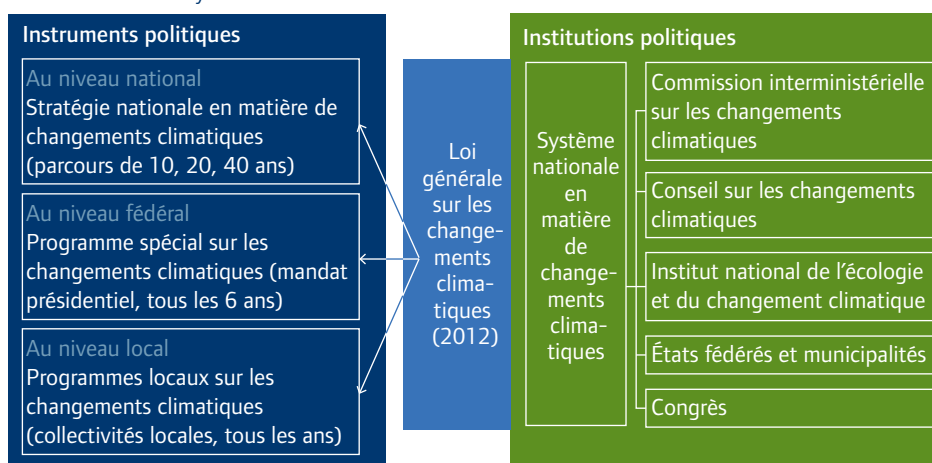 Instruments politiques
Au niveau national
Stratégie nationale en matière de
changements climatiques
(parcours de 10, 20, 40 ans)
Au niveau fédéral
Programme spécial sur les
changements climatiques (mandat
présidentiel, tous les 6 ans)
Au niveau local
Programmes locaux sur les
changements climatiques
(collectivités locales, tous les ans)
Loi
générale
sur les
change-
ments
clima-
tiques
(2012)
Institutions politiques
Système
nationale
en
matière
de
change-
ments
clima-
tiques
Commission interministérielle
sur les changements
climatiques
Conseil sur les changements
climatiques
Institut national de l'écologie
et du changement climatique
États fédérés et municipalités
Congrès